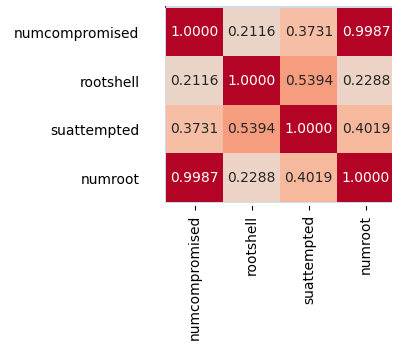 numcompromised 1.0000 0.2116 0.3731 0.9987
rootshell 0.2116 1.0000 0.5394 0.2288
suattempted 0.3731 0.5394 1.0000 0.4019
numroot 0.9987 0.2288 0.4019 1.0000
numcompromised
rootshell
suattempted
numroot